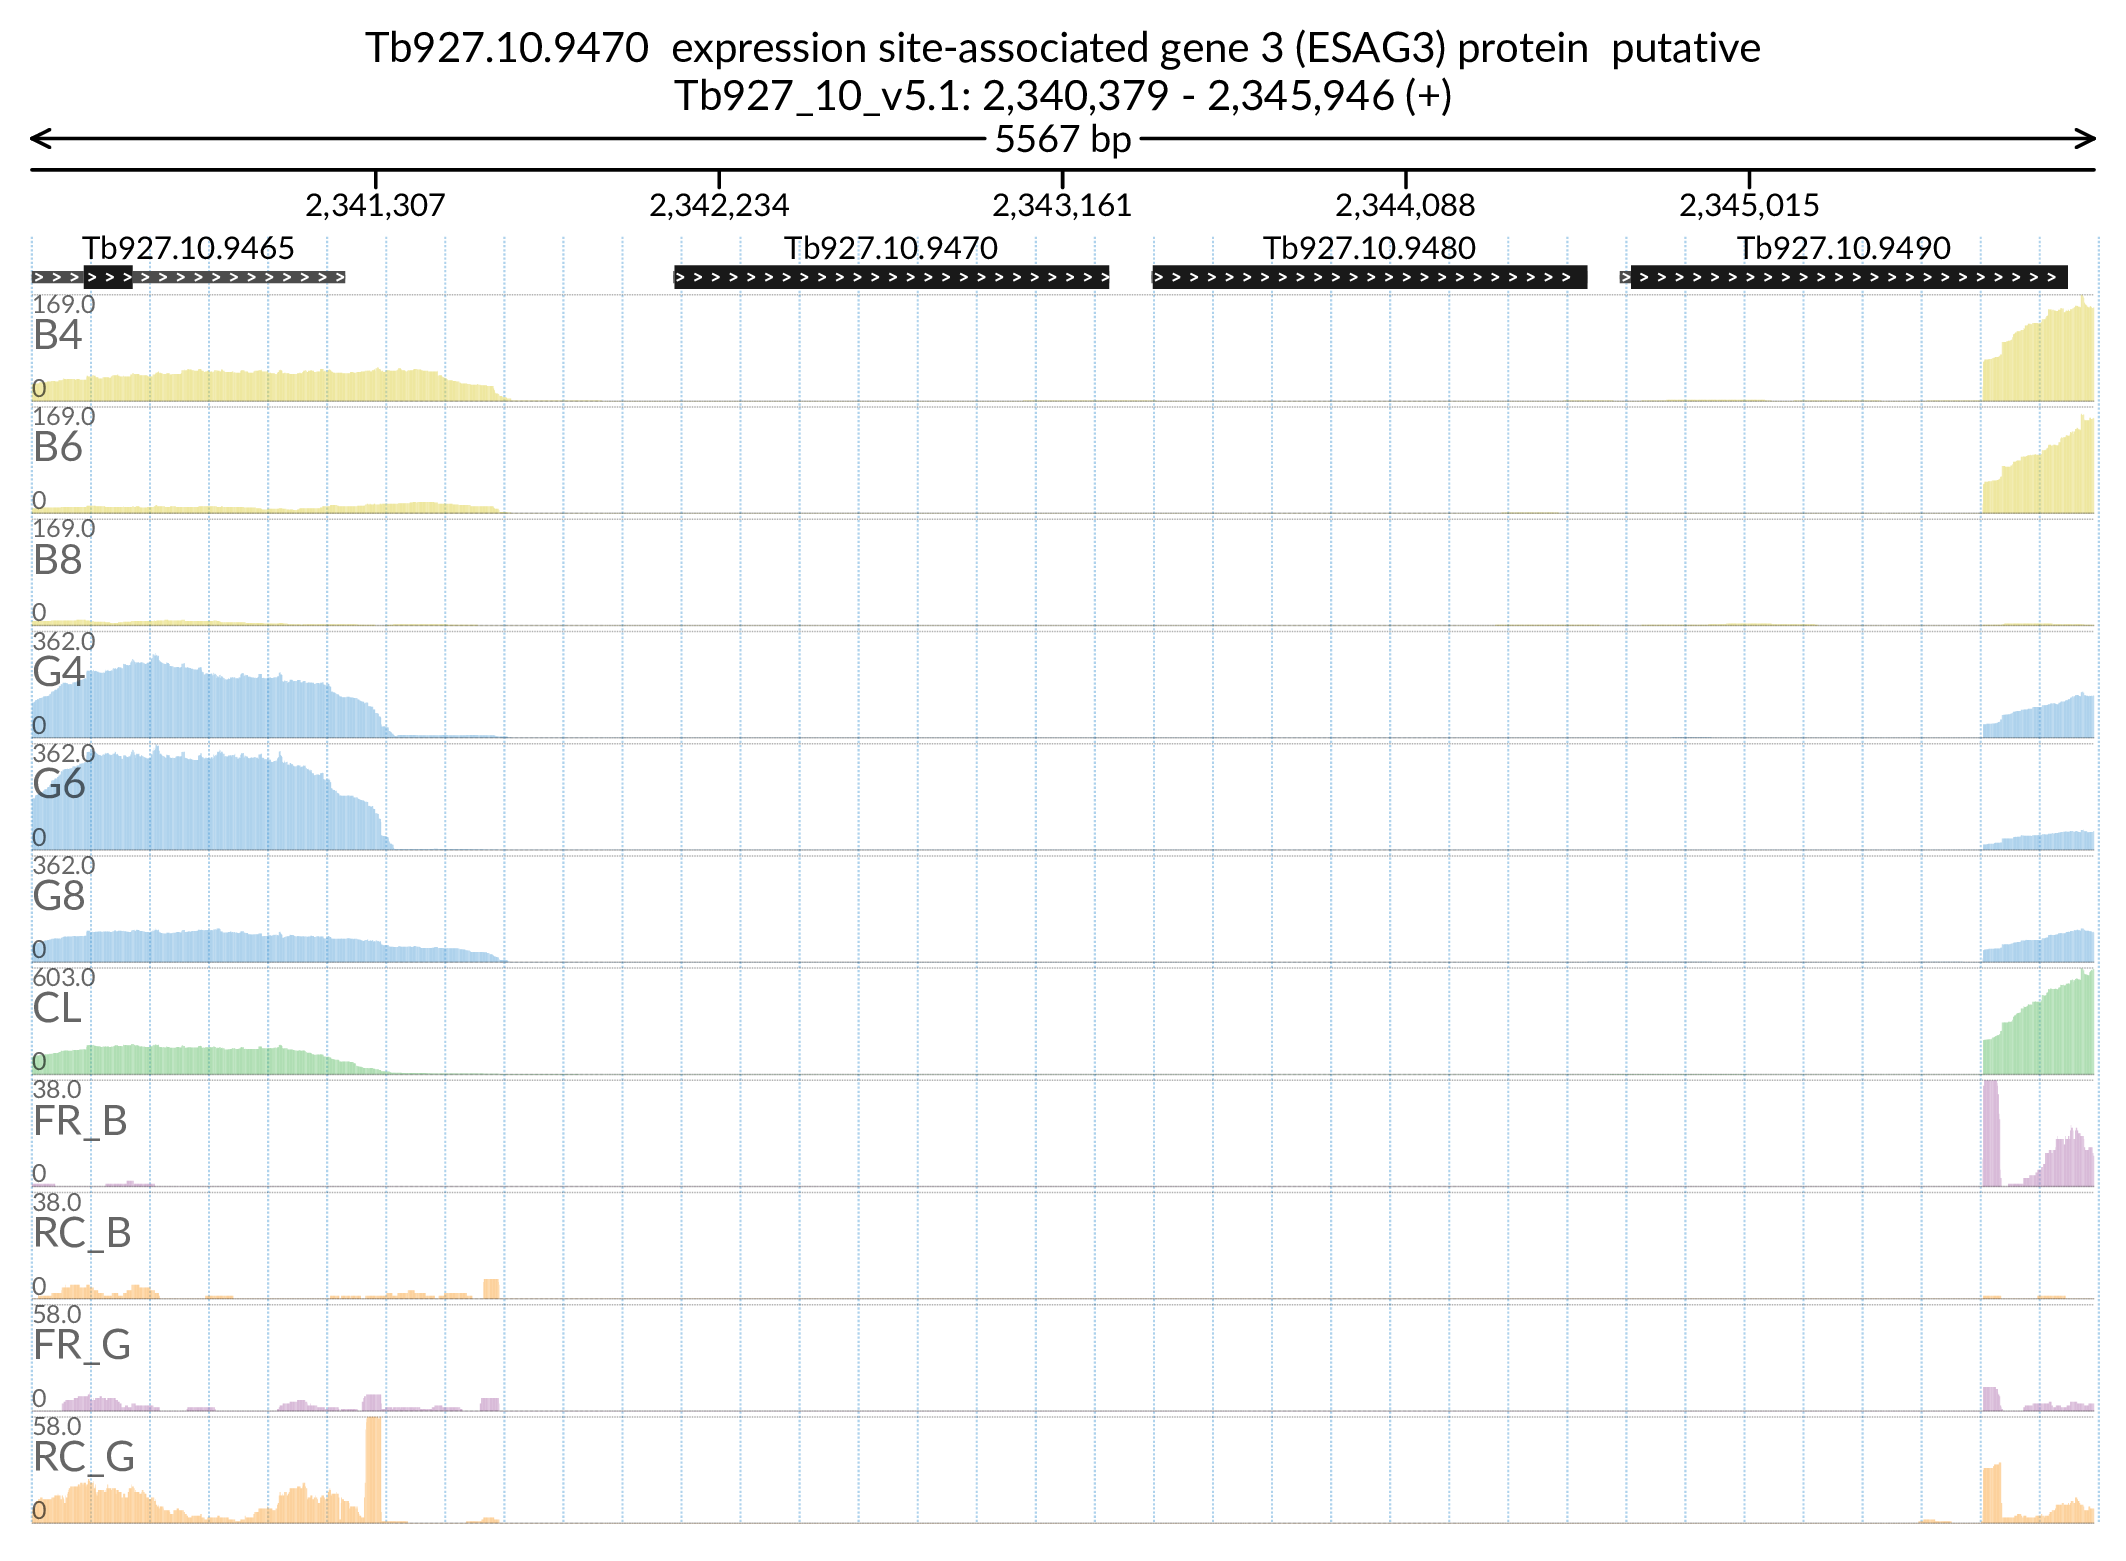 Tb927.10.9470  expression site-associated gene 3 (ESAG3) protein  putative
Tb927_10_v5.1: 2,340,379 - 2,345,946 (+)
5567 bp
2,341,307 2,342,234 2,343,161 2,344,088 2,345,015
Tb927.10.9465 Tb927.10.9470 Tb927.10.9480 Tb927.10.9490
169.0
B4
0
169.0
B6
0
169.0
B8
0
362.0
G4
0
362.0
G6
0
362.0
G8
0
603.0
CL
0
38.0
FR_B
0
38.0
RC_B
0
58.0
FR_G
0
58.0
RC_G
0